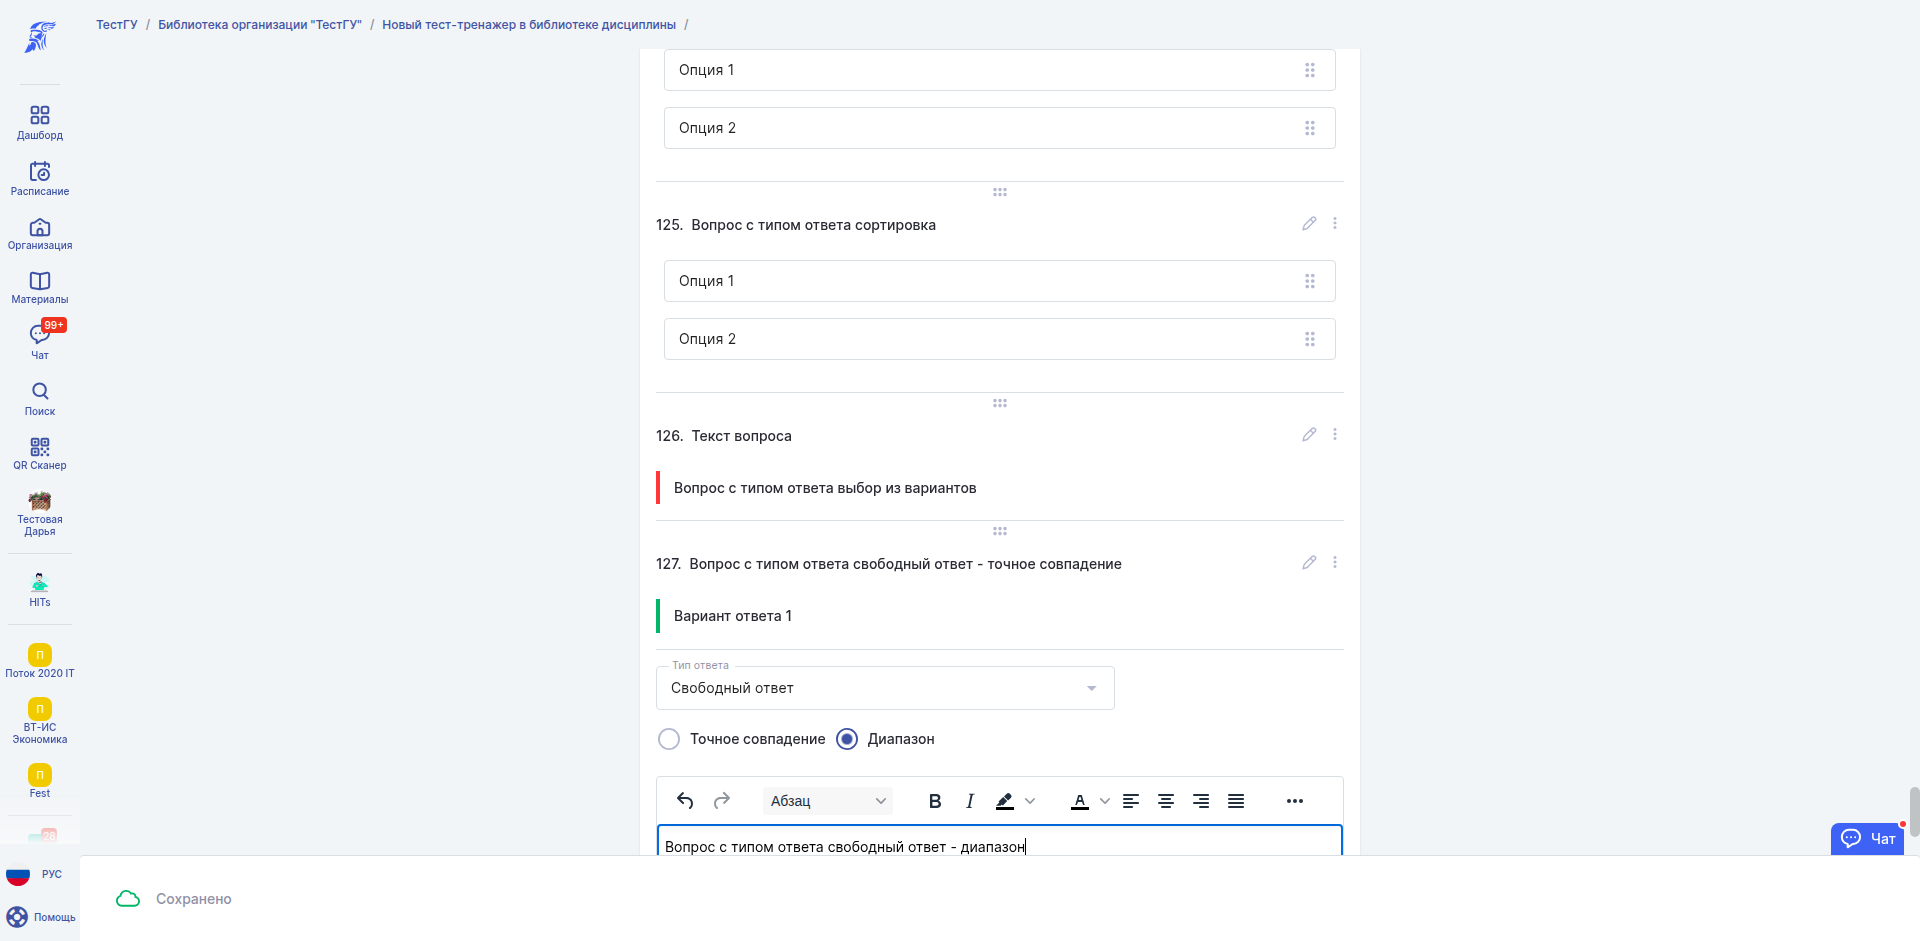 ТестГУ / Библиотека организации "ТестГУ" / Новый тест-тренажер в библиотеке дисциплины /
Дашборд
Расписание
Организация
Материалы
99+
Чат
Поиск
QR Сканер
Тестовая
Дарья
HITs
П
Поток 2020 IT
П
ВТ-ИС
Экономика
П
Fest
28
РУС
Помощь
Опция 1
Опция 2
125. Вопрос с типом ответа сортировка
Опция 1
Опция 2
126. Текст вопроса
Вопрос с типом ответа выбор из вариантов
127. Вопрос с типом ответа свободный ответ - точное совпадение
Вариант ответа 1
Тип ответа
Свободный ответ
Точное совпадение Диапазон
Абзац B I A
Вопрос с типом ответа свободный ответ - диапазон
Чат
Сохранено